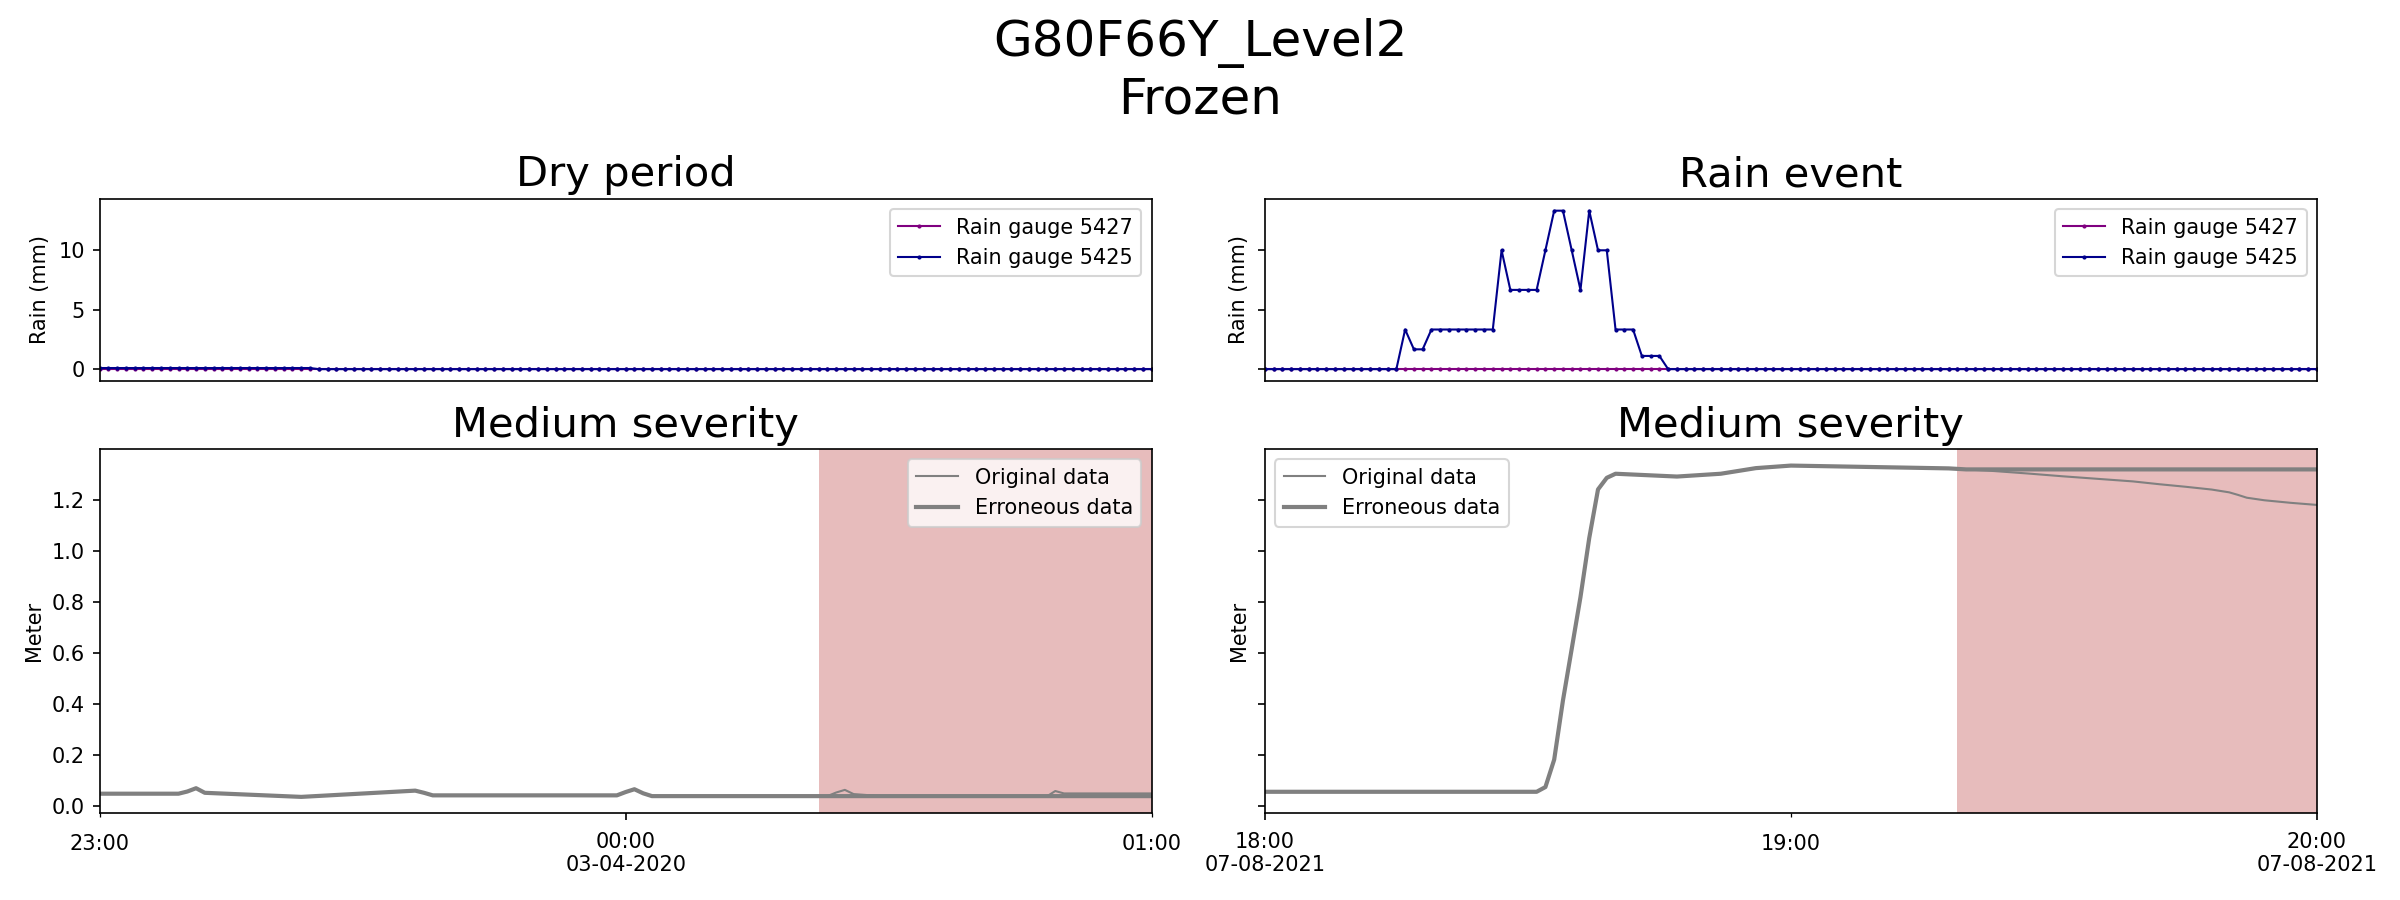 G80F66Y_Level2
Frozen
Dry period
Rain (mm)
10
5
0
Rain gauge 5427
Rain gauge 5425
Rain event
Rain (mm)
Rain gauge 5427
Rain gauge 5425
Medium severity
Meter
1.2
1.0
0.8
0.6
0.4
0.2
0.0
Original data
Erroneous data
23:00
00:00
03-04-2020
01:00
Medium severity
Meter
Original data
Erroneous data
18:00
07-08-2021
19:00
20:00
07-08-2021